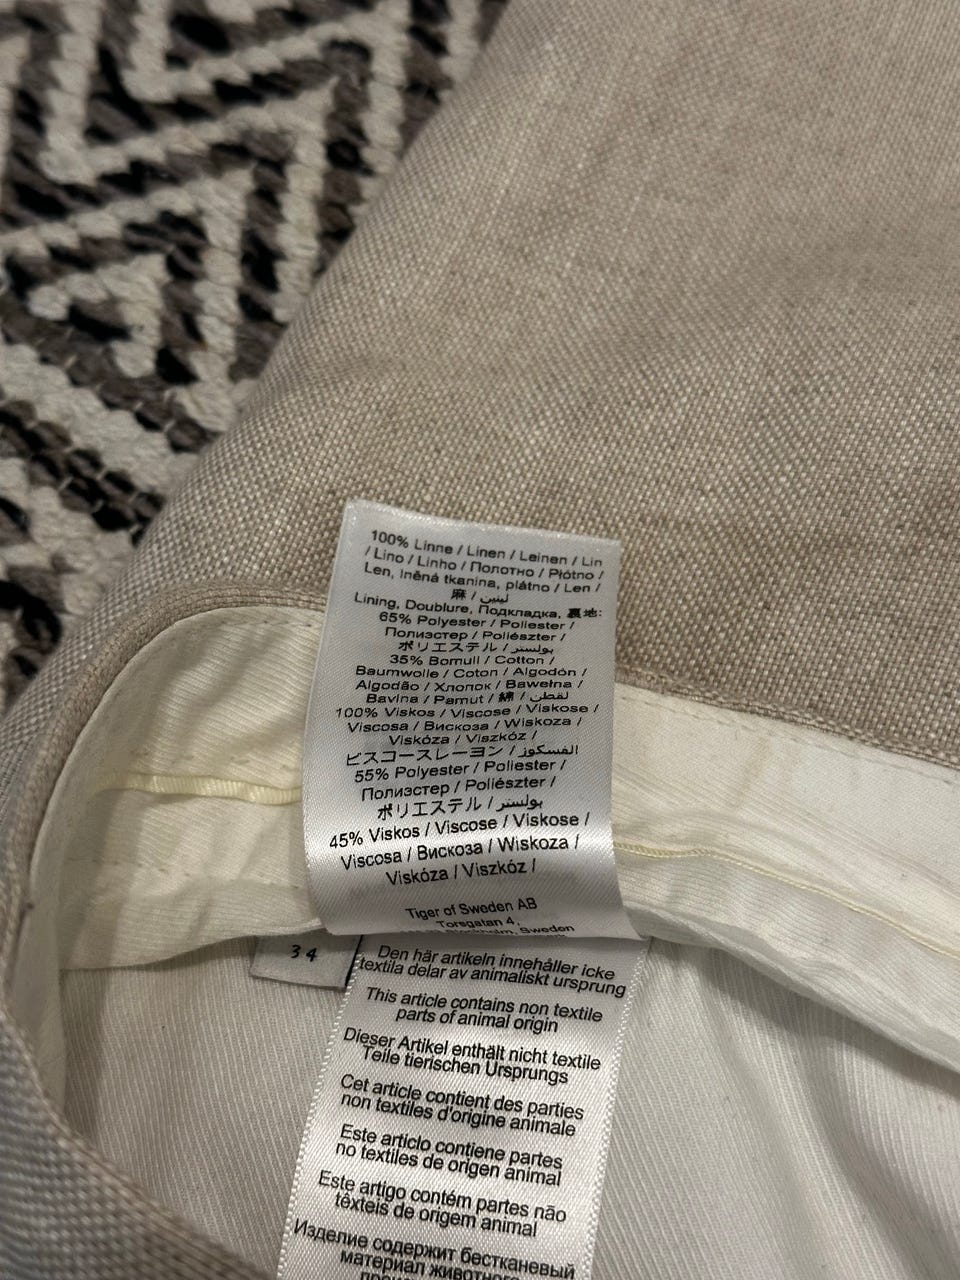 100% Linne / Linen / Leinen / Lin
/ Lino / Linho / Полотно / Płótno /
Len, lněná tkanina, plátno / Len /
麻 / لينين
Lining, Doublure, Подкладка, 裏地:
65% Polyester / Poliester /
Полиэстер / Poliészter /
ポリエステル / بولستر
35% Bomull / Cotton /
Baumwolle / Coton / Algodón /
Algodão / Хлопок / Bawełna /
Bavlna / Pamut / 綿 / لقطن
100% Viskos / Viscose / Viskose /
Viscosa / Вискоза / Wiskoza /
Viskóza / Viszkóz /
ビスコースレーヨン / الفسكوز
55% Polyester / Poliester /
Полиэстер / Poliészter /
ポリエステル / بولستر
45% Viskos / Viscose / Viskose /
Viscosa / Вискоза / Wiskoza /
Viskóza / Viszkóz /
Tiger of Sweden AB
Torsgatan 4,
Stockholm, Sweden
34
Den här artikeln innehåller icke
textila delar av animaliskt ursprung
This article contains non textile
parts of animal origin
Dieser Artikel enthält nicht textile
Teile tierischen Ursprungs
Cet article contient des parties
non textiles d'origine animale
Este articlo contiene partes
no textiles de origen animal
Este artigo contém partes não
têxteis de origem animal
Изделие содержит бестканевый
материал животного